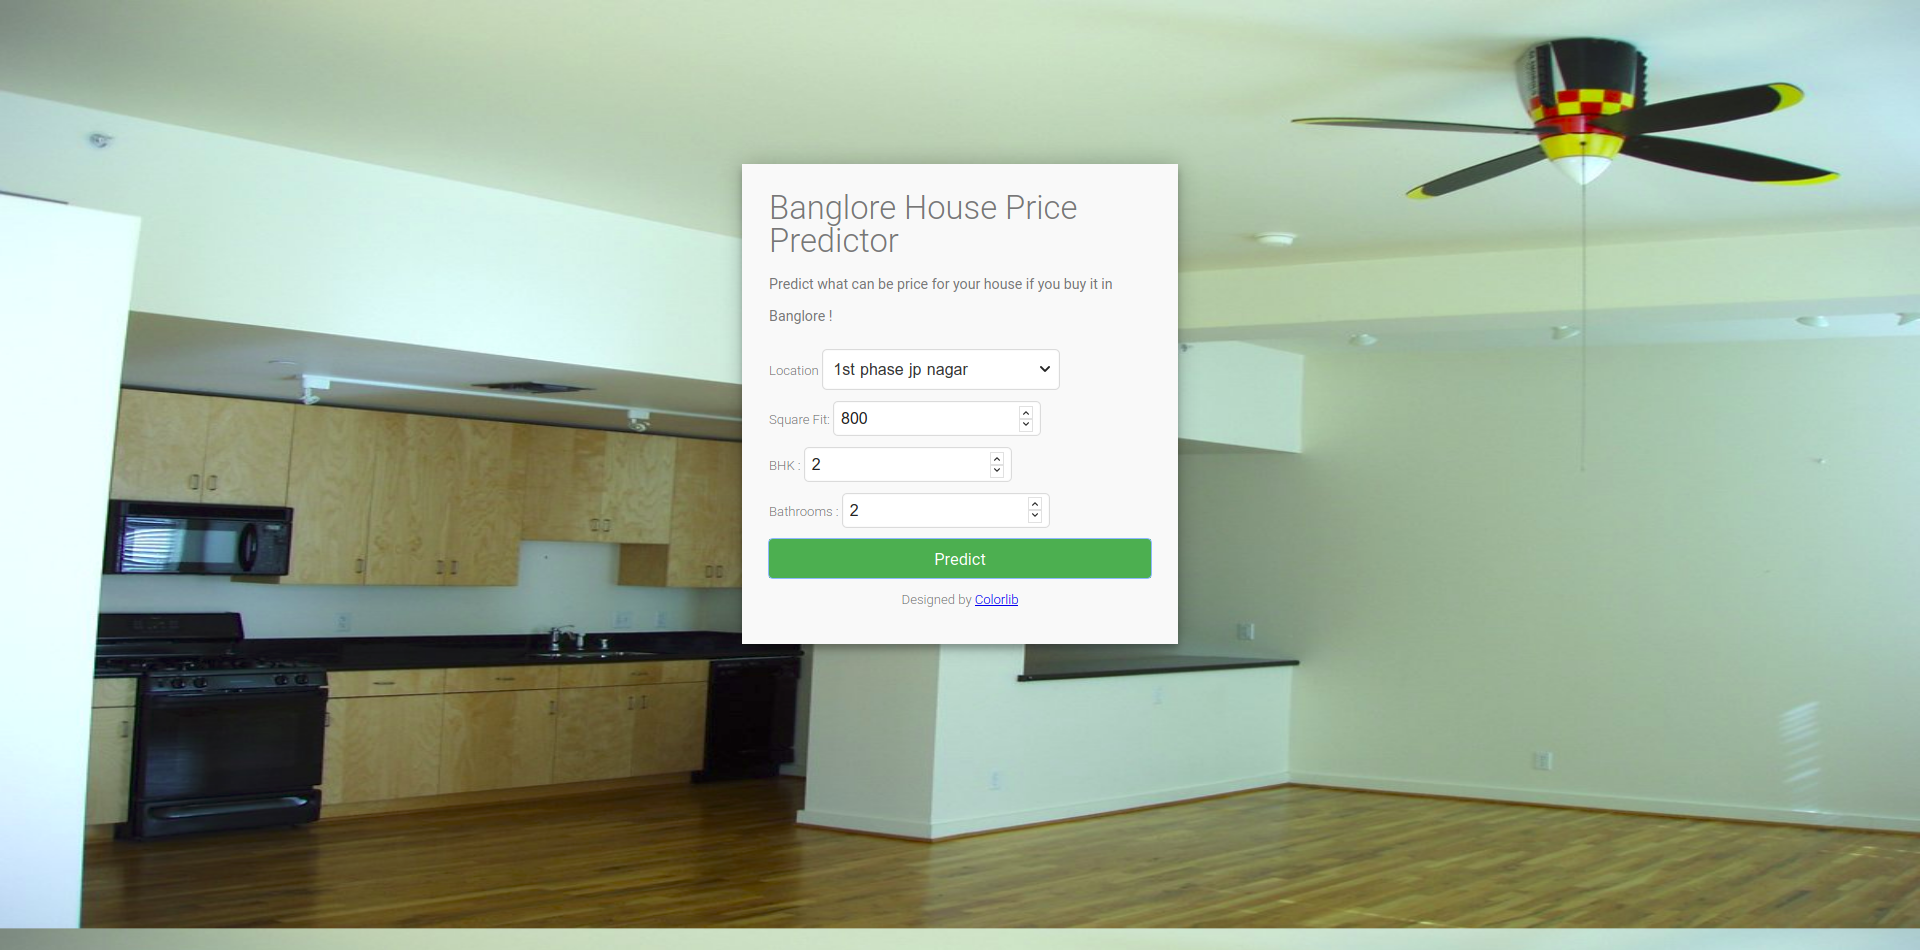 Banglore House Price
Predictor
Predict what can be price for your house if you buy it in
Banglore !
Location 1st phase jp nagar
Square Fit: 800
BHK : 2
Bathrooms : 2
Predict
Designed by Colorlib